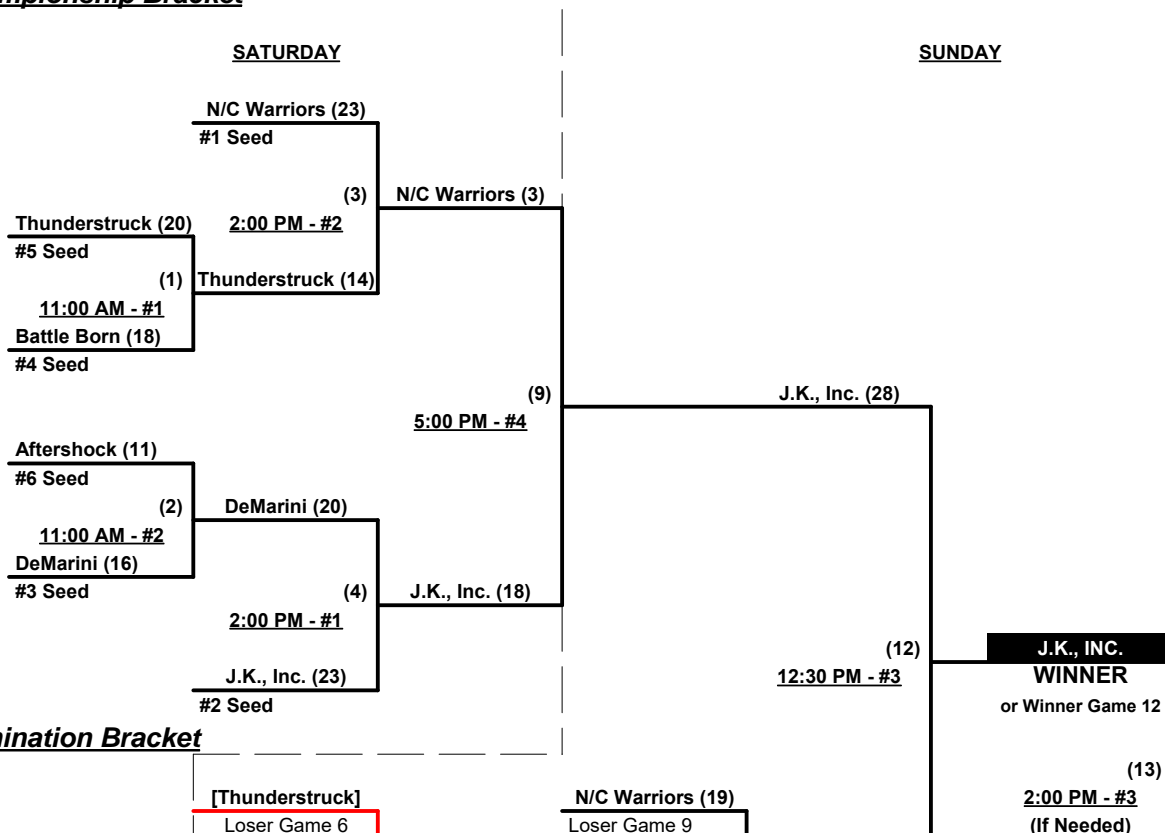 SATURDAY
SUNDAY
N/C Warriors (23)
#1 Seed
(3)
N/C Warriors (3)
2:00 PM - #2
Thunderstruck (20)
#5 Seed
(1)
Thunderstruck (14)
11:00 AM - #1
Battle Born (18)
#4 Seed
(9)
J.K., Inc. (28)
5:00 PM - #4
Aftershock (11)
#6 Seed
(2)
DeMarini (20)
11:00 AM - #2
DeMarini (16)
#3 Seed
(4)
J.K., Inc. (18)
2:00 PM - #1
(12)
J.K., INC.
12:30 PM - #3
WINNER
or Winner Game 12
J.K., Inc. (23)
#2 Seed
Bracket
(13)
[Thunderstruck]
N/C Warriors (19)
2:00 PM - #3
Loser Game 6
Loser Game 9
(If Needed)